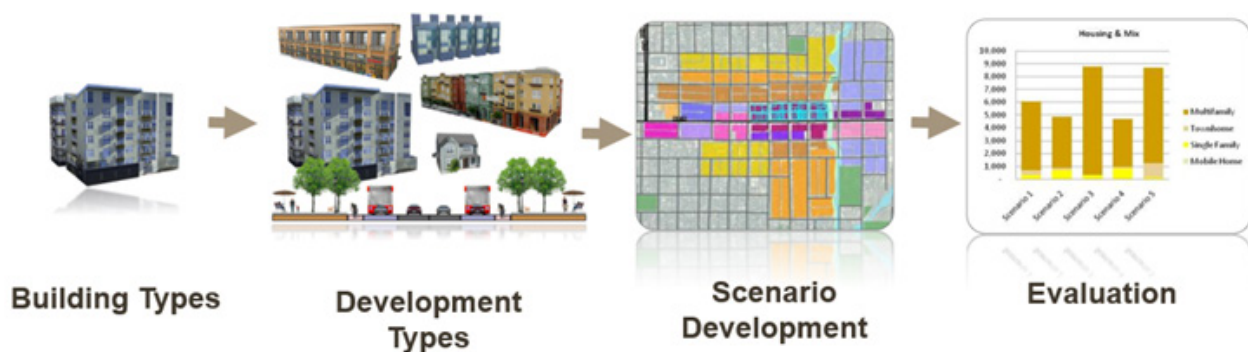 Housing & Mix
10,000
9,000
8,000
7,000
6,000
5,000
4,000
3,000
2,000
1,000
-
Multifamily
Townhome
Single Family
Mobile Home
Scenario 1
Scenario 2
Scenario 3
Scenario 4
Scenario 5
Building Types
Development
Types
Scenario
Development
Evaluation